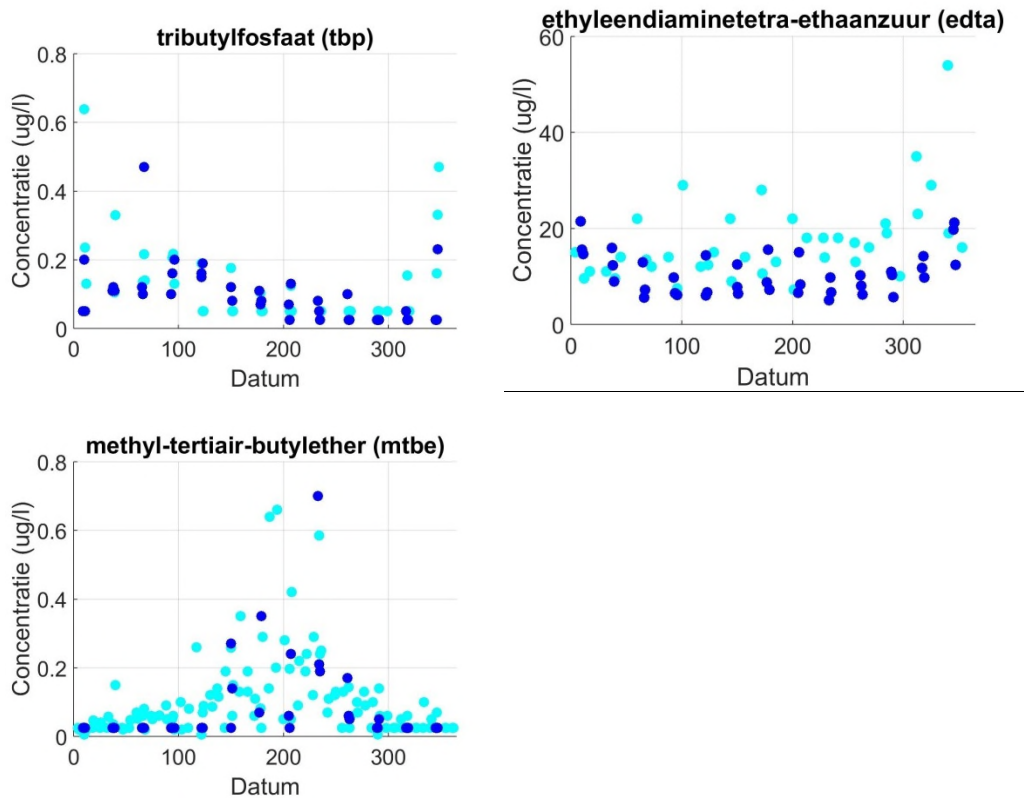 tributylfosfaat (tbp)
0.8
0.6
0.4
0.2
0
Concentratie (ug/l)
0 100 200 300
Datum
ethyleendiaminetetra-ethaanzuur (edta)
60
40
20
0
Concentratie (ug/l)
0 100 200 300
Datum
methyl-tertiair-butylether (mtbe)
0.8
0.6
0.4
0.2
0
Concentratie (ug/l)
0 100 200 300
Datum